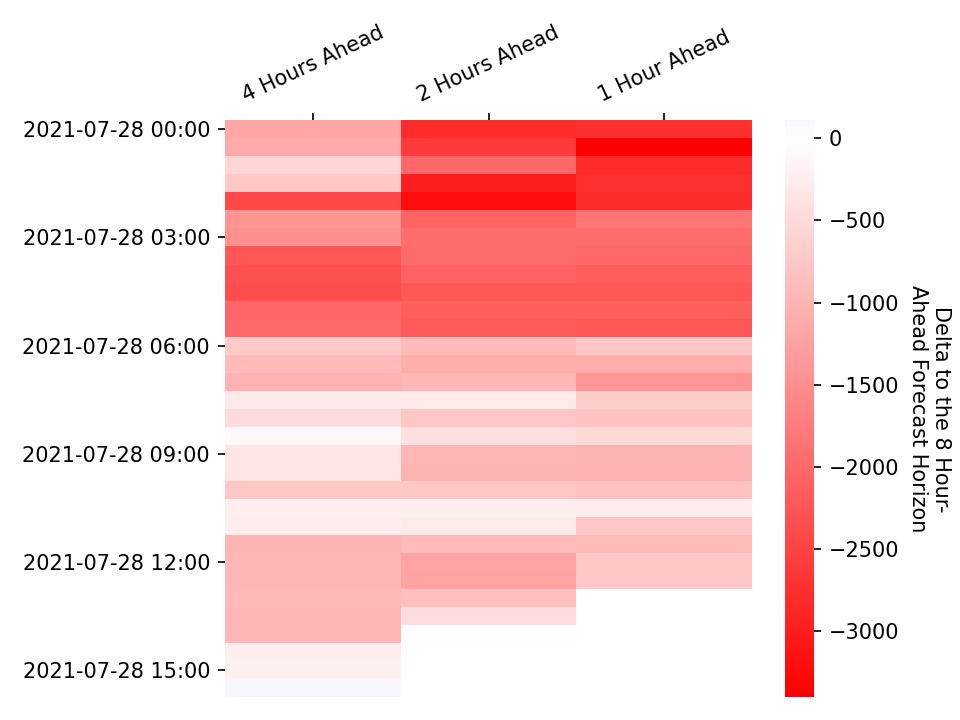 4 Hours Ahead
2 Hours Ahead
1 Hour Ahead
2021-07-28 00:00
2021-07-28 03:00
2021-07-28 06:00
2021-07-28 09:00
2021-07-28 12:00
2021-07-28 15:00
0
−500
−1000
−1500
−2000
−2500
−3000
Delta to the 8 Hour-
Ahead Forecast Horizon